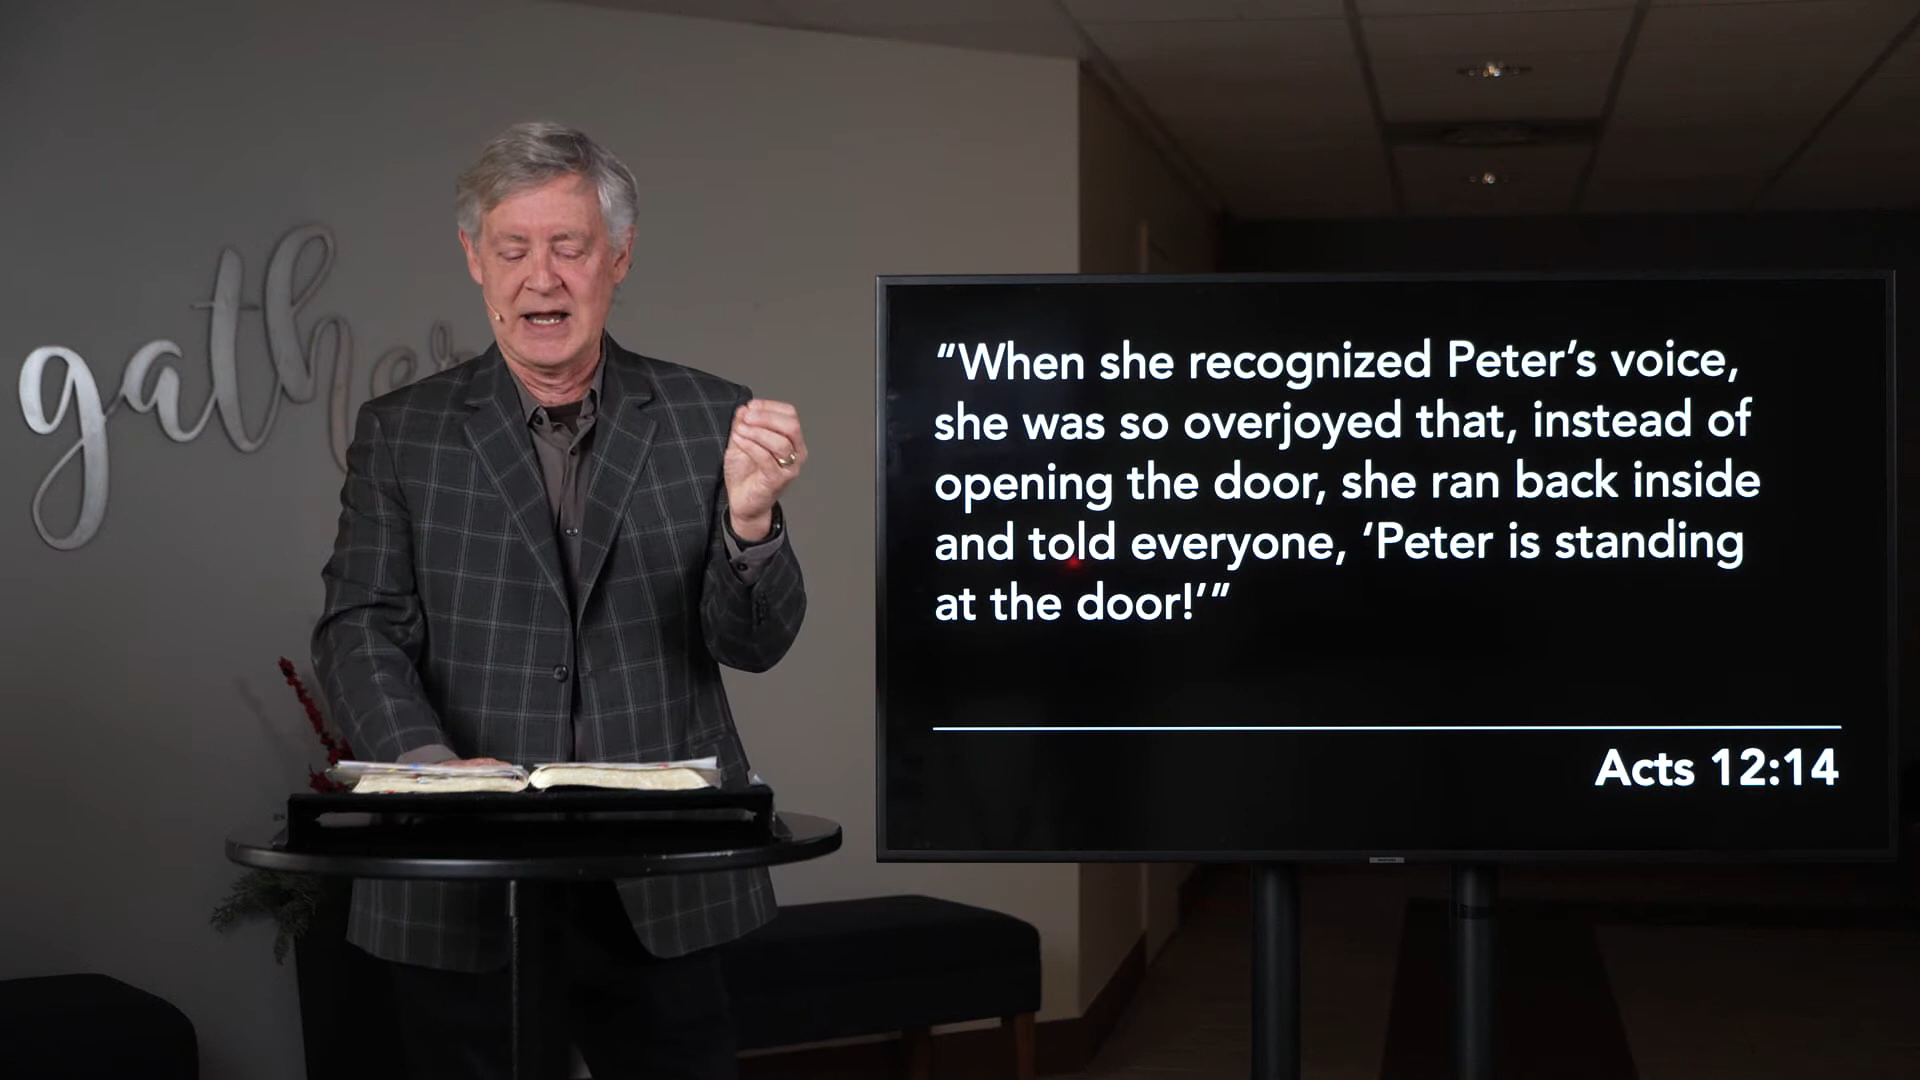 gather
“When she recognized Peter’s voice,
she was so overjoyed that, instead of
opening the door, she ran back inside
and told everyone, ‘Peter is standing
at the door!’”
Acts 12:14